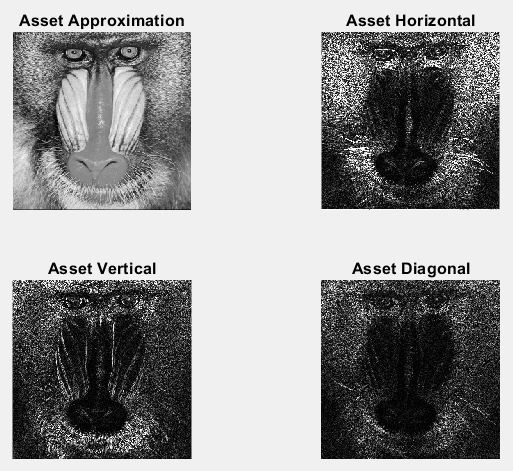 Asset Approximation
Asset Horizontal
Asset Vertical
Asset Diagonal